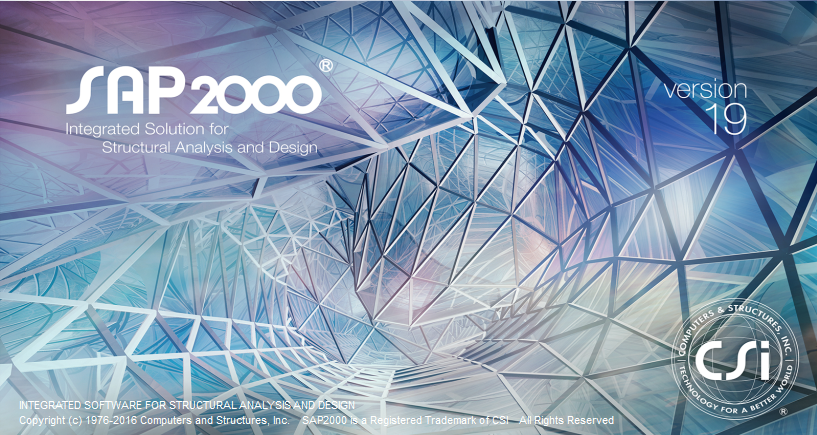 SAP2000®
Integrated Solution for
Structural Analysis and Design
version
19
COMPUTERS & STRUCTURES, INC.
CSi
TECHNOLOGY FOR A BETTER WORLD
®
INTEGRATED SOFTWARE FOR STRUCTURAL ANALYSIS AND DESIGN
Copyright (c) 1976-2016 Computers and Structures, Inc. SAP2000 is a Registered Trademark of CSI All Rights Reserved